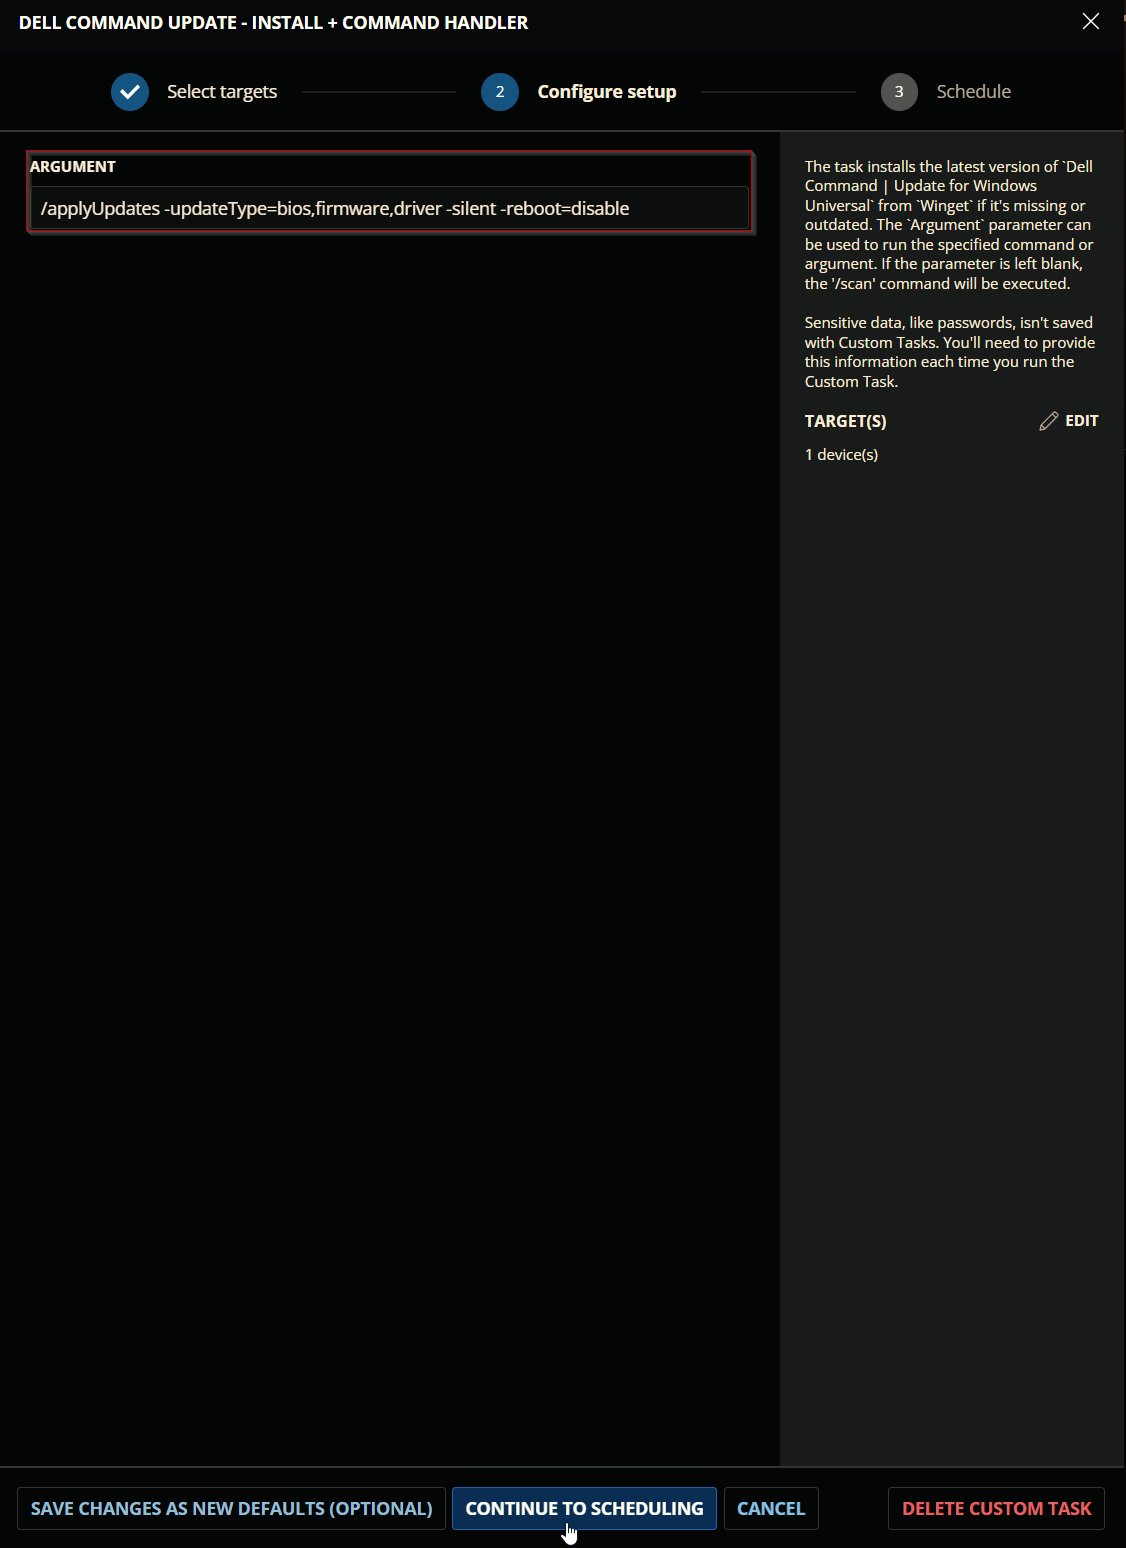 DELL COMMAND UPDATE - INSTALL + COMMAND HANDLER
Select targets
2 Configure setup
3 Schedule
ARGUMENT
/applyUpdates -updateType=bios,firmware,driver -silent -reboot=disable
The task installs the latest version of `Dell
Command | Update for Windows
Universal` from `Winget` if it's missing or
outdated. The `Argument` parameter can
be used to run the specified command or
argument. If the parameter is left blank,
the '/scan' command will be executed.
Sensitive data, like passwords, isn't saved
with Custom Tasks. You'll need to provide
this information each time you run the
Custom Task.
TARGET(S)
EDIT
1 device(s)
SAVE CHANGES AS NEW DEFAULTS (OPTIONAL)
CONTINUE TO SCHEDULING
CANCEL
DELETE CUSTOM TASK